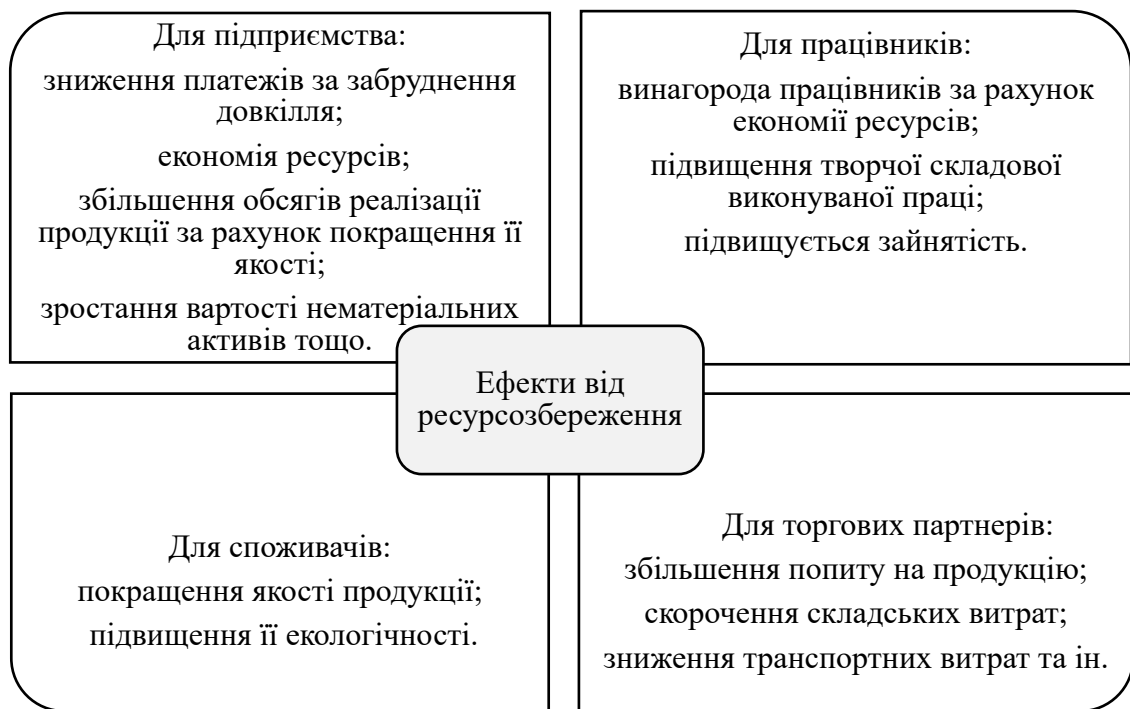 Для підприємства:
зниження платежів за забруднення
довкілля;
економія ресурсів;
збільшення обсягів реалізації
продукції за рахунок покращення її
якості;
зростання вартості нематеріальних
активів тощо.
Для працівників:
винагорода працівників за рахунок
економії ресурсів;
підвищення творчої складової
виконуваної праці;
підвищується зайнятість.
Ефекти від
ресурсозбереження
Для споживачів:
покращення якості продукції;
підвищення її екологічності.
Для торгових партнерів:
збільшення попиту на продукцію;
скорочення складських витрат;
зниження транспортних витрат та ін.